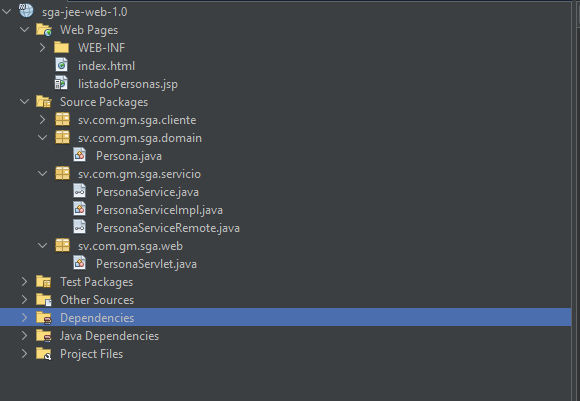 sga-jee-web-1.0
Web Pages
WEB-INF
index.html
listadoPersonas.jsp
Source Packages
sv.com.gm.sga.cliente
sv.com.gm.sga.domain
Persona.java
sv.com.gm.sga.servicio
PersonaService.java
PersonaServiceImpl.java
PersonaServiceRemote.java
sv.com.gm.sga.web
PersonaServlet.java
Test Packages
Other Sources
Dependencies
Java Dependencies
Project Files